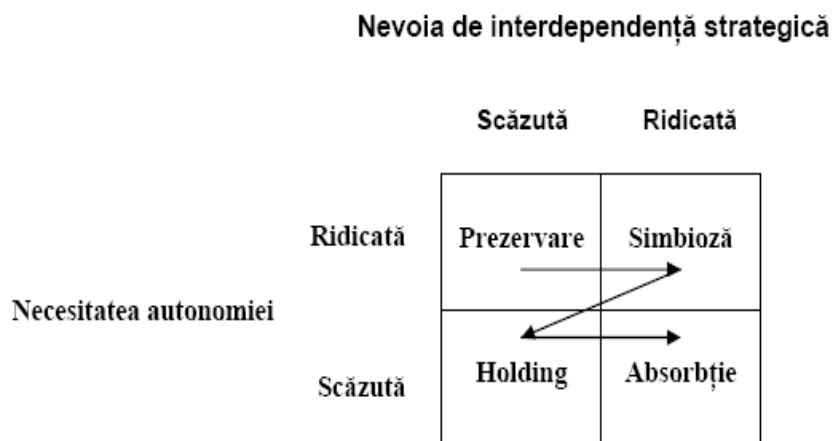 Nevoia de interdependență strategică
Scăzută Ridicată
Ridicată Prezervare Simbioză
Necesitatea autonomiei
Scăzută Holding Absorbție